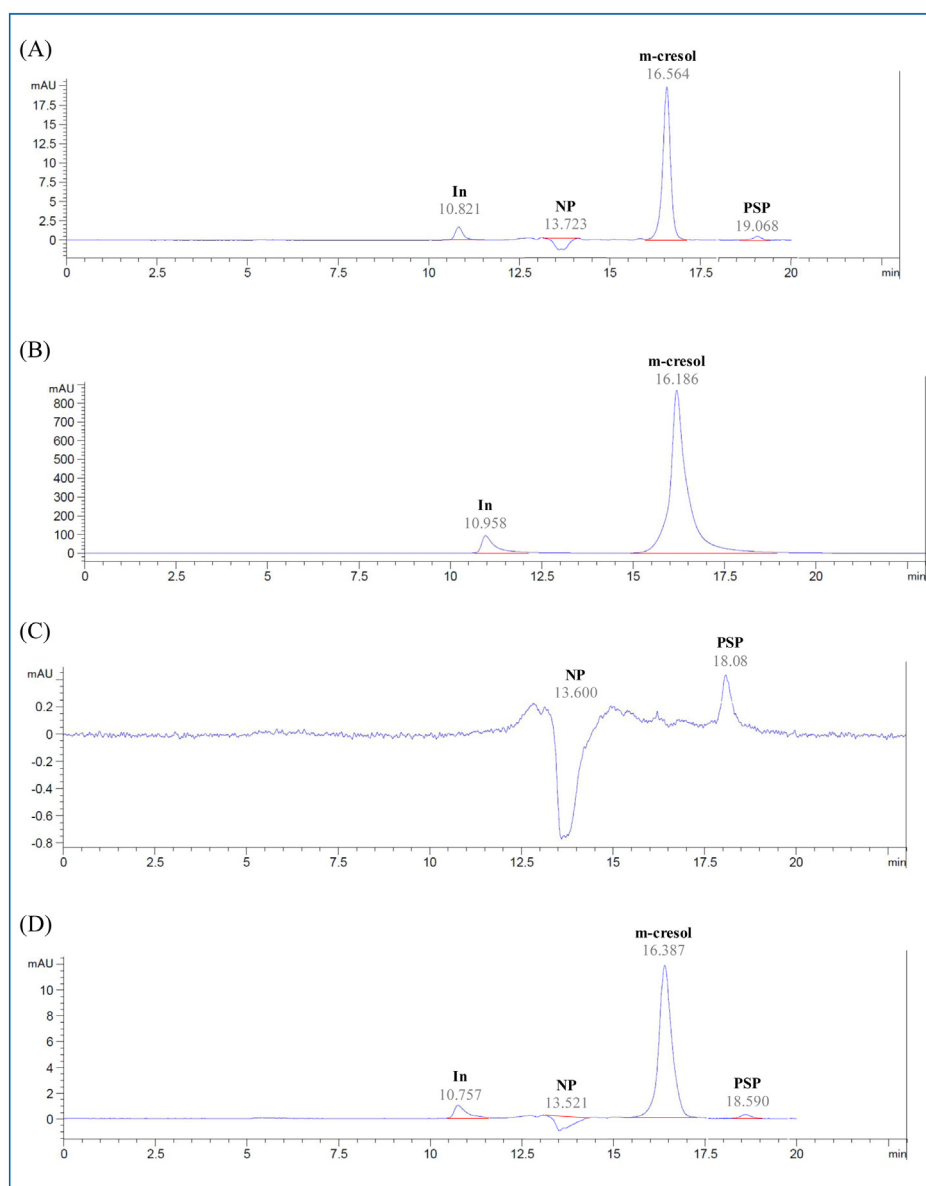 (A)
m-cresol
16.564
mAU
17.5
15
12.5
10
7.5
5
2.5
0
In
10.821
NP
13.723
PSP
19.068
0 2.5 5 7.5 10 12.5 15 17.5 20 min
(B)
m-cresol
16.186
mAU
800
700
600
500
400
300
200
100
0
In
10.958
0 2.5 5 7.5 10 12.5 15 17.5 20 min
(C)
PSP
18.08
mAU
NP
13.600
0.2
0
-0.2
-0.4
-0.6
-0.8
0 2.5 5 7.5 10 12.5 15 17.5 20 min
(D)
m-cresol
16.387
mAU
10
8
6
4
2
0
In
10.757
NP
13.521
PSP
18.590
0 2.5 5 7.5 10 12.5 15 17.5 20 min